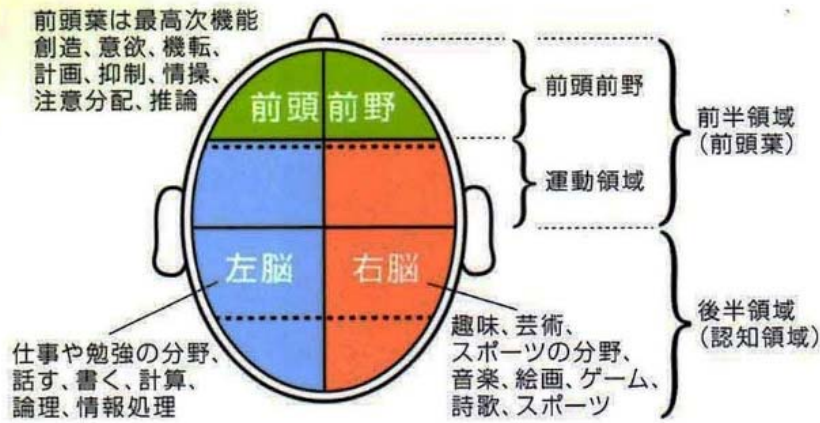 前頭葉は最高次機能
創造、意欲、機転、
計画、抑制、情操、
注意分配、推論
前頭前野
前頭前野
運動領域
前半領域
(前頭葉)
左脳
右脳
仕事や勉強の分野、
話す、書く、計算、
論理、情報処理
趣味、芸術、
スポーツの分野、
音楽、絵画、ゲーム、
詩歌、スポーツ
後半領域
(認知領域)